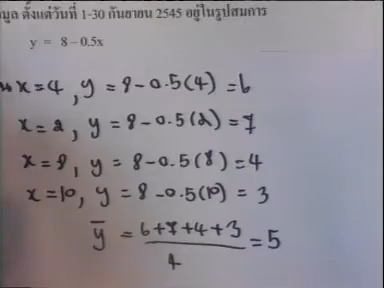 มูล ตั้งแต่วันที่ 1-30 กันยายน 2545 อยู่ในรูปสมการ
y = 8 – 0.5x
x = 4 , y = 8 - 0.5(4) = 6
x = 2 , y = 8 - 0.5(2) = 7
x = 8 , y = 8 - 0.5(8) = 4
x = 10 , y = 8 - 0.5(10) = 3
y̅ = 6+7+4+3 = 5
4